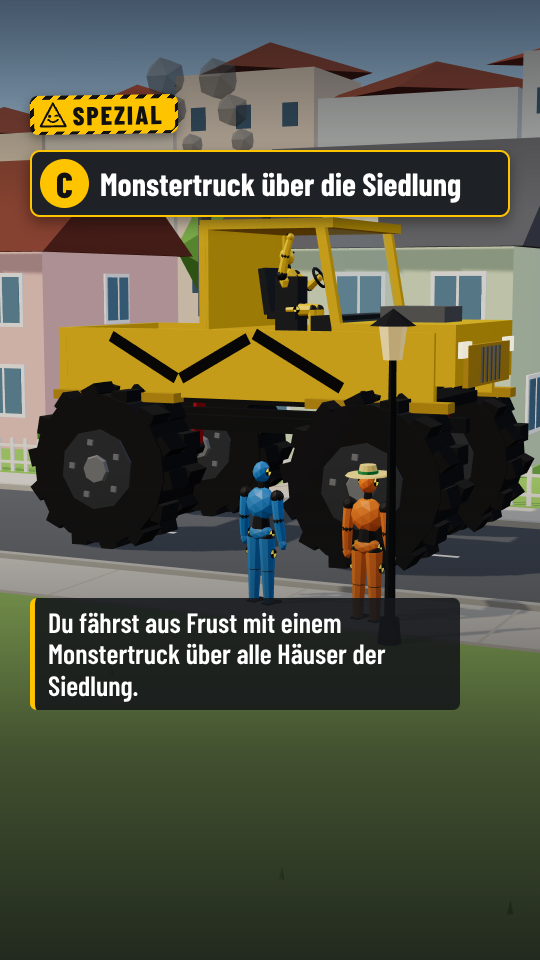 SPEZIAL
C Monstertruck über die Siedlung
Du fährst aus Frust mit einem
Monstertruck über alle Häuser der
Siedlung.